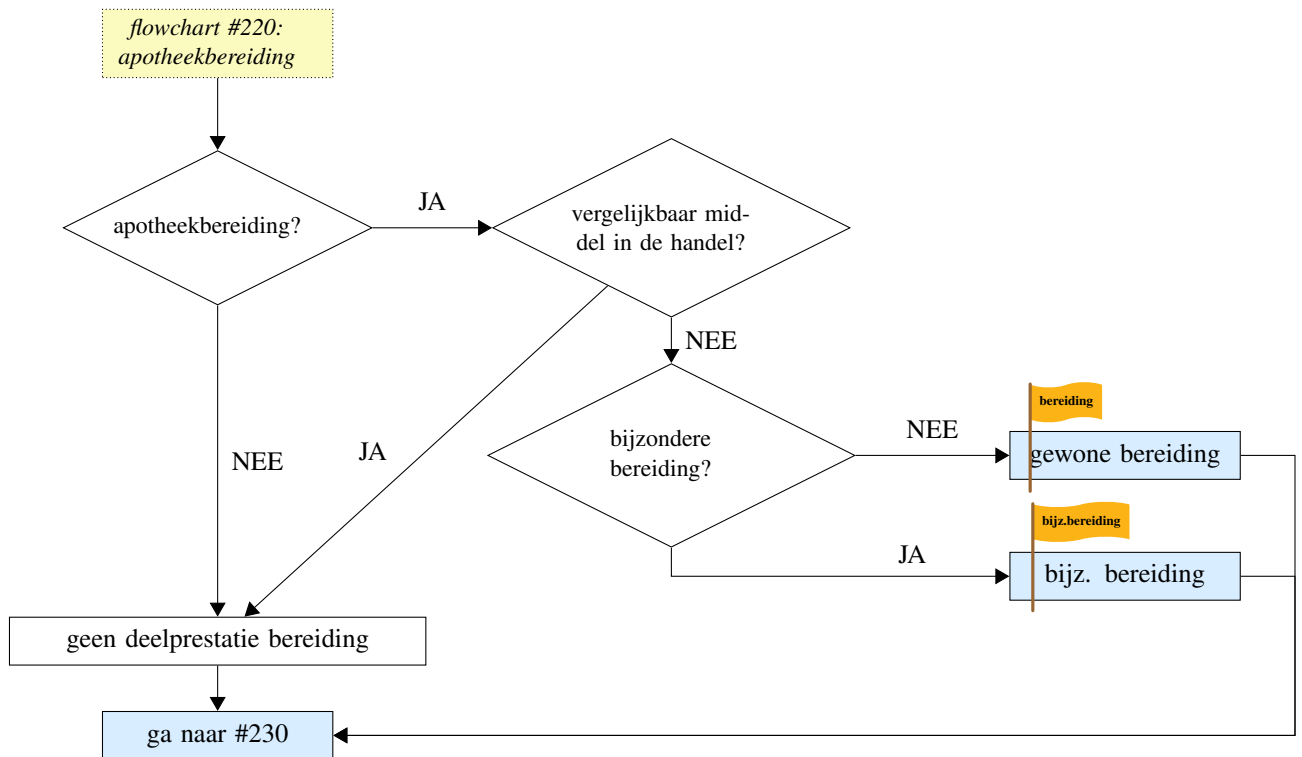 flowchart #220:
apotheekbereiding
apotheekbereiding?
JA
vergelijkbaar mid-
del in de handel?
NEE
JA
NEE
bijzondere
bereiding?
NEE
bereiding
gewone bereiding
JA
bijz.bereiding
bijz. bereiding
geen deelprestatie bereiding
ga naar #230